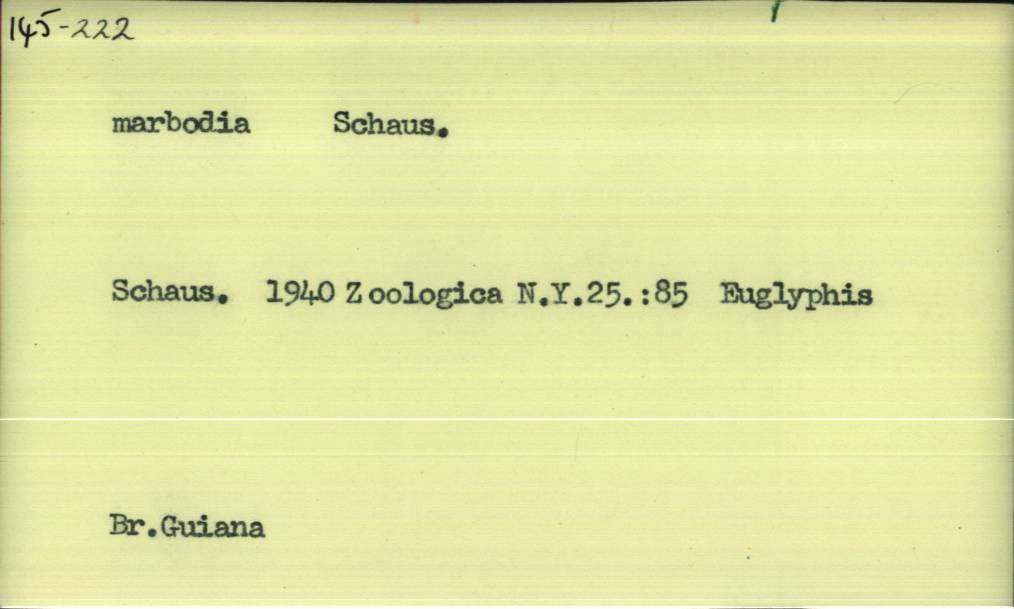 145-222
marbodia Schaus.
Schaus. 1940 Zoologica N.Y.25.:85 Euglyphis
Br.Guiana